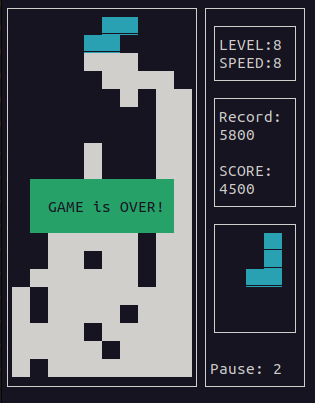 LEVEL:8
SPEED:8
Record:
5800
SCORE:
4500
GAME is OVER!
Pause: 2